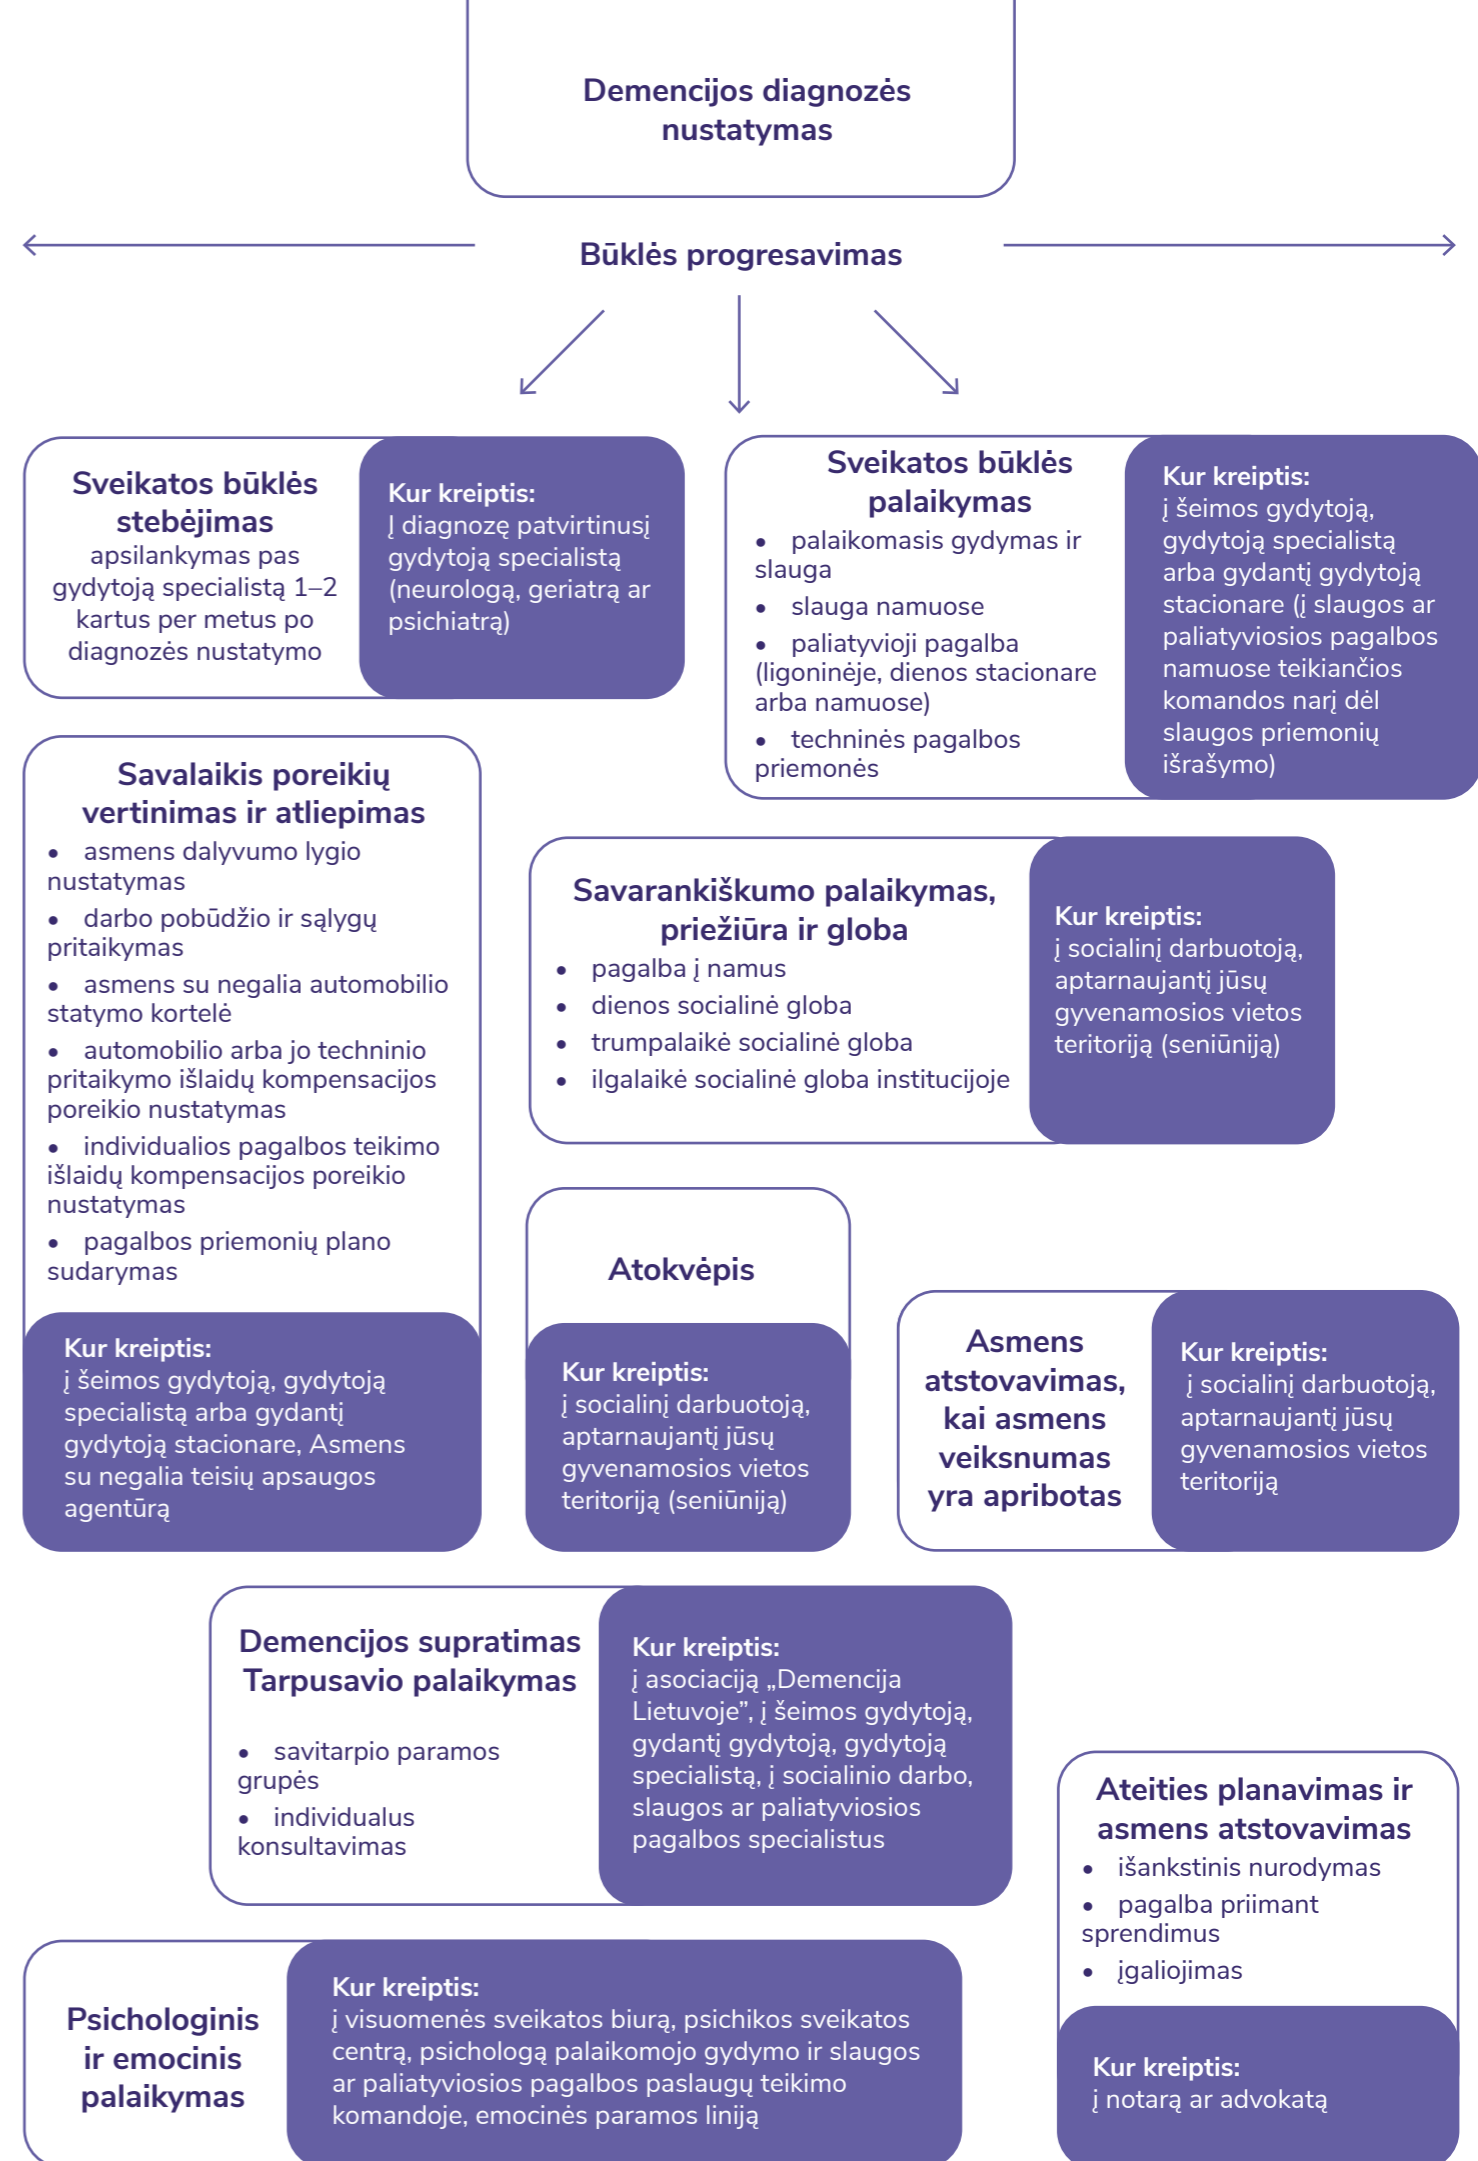 Demencijos diagnozės
nustatymas
Būklės progresavimas
Sveikatos būklės
stebėjimas
apsilankymas pas
gydytoją specialistą 1–2
kartus per metus po
diagnozės nustatymo
Kur kreiptis:
Į diagnozę patvirtinusį
gydytoją specialistą
(neurologą, geriatrą ar
psichiatrą)
Sveikatos būklės
palaikymas
• palaikomasis gydymas ir
slauga
• slauga namuose
• paliatyvioji pagalba
(ligoninėje, dienos stacionare
arba namuose)
• techninės pagalbos
priemonės
Kur kreiptis:
į šeimos gydytoją,
gydytoją specialistą
arba gydantį gydytoją
stacionare (į slaugos ar
paliatyviosios pagalbos
namuose teikiančios
komandos narį dėl
slaugos priemonių
išrašymo)
Savalaikis poreikių
vertinimas ir atliepimas
• asmens dalyvumo lygio
nustatymas
• darbo pobūdžio ir sąlygų
pritaikymas
• asmens su negalia automobilio
statymo kortelė
• automobilio arba jo techninio
pritaikymo išlaidų kompensacijos
poreikio nustatymas
• individualios pagalbos teikimo
išlaidų kompensacijos poreikio
nustatymas
• pagalbos priemonių plano
sudarymas
Kur kreiptis:
į šeimos gydytoją, gydytoją
specialistą arba gydantį
gydytoją stacionare, Asmens
su negalia teisių apsaugos
agentūrą
Savarankiškumo palaikymas,
priežiūra ir globa
• pagalba į namus
• dienos socialinė globa
• trumpalaikė socialinė globa
• ilgalaikė socialinė globa institucijoje
Kur kreiptis:
į socialinį darbuotoją,
aptarnaujantį jūsų
gyvenamosios vietos
teritoriją (seniūniją)
Atokvėpis
Kur kreiptis:
į socialinį darbuotoją,
aptarnaujantį jūsų
gyvenamosios vietos
teritoriją (seniūniją)
Asmens
atstovavimas,
kai asmens
veiksnumas
yra apribotas
Kur kreiptis:
į socialinį darbuotoją,
aptarnaujantį jūsų
gyvenamosios vietos
teritoriją
Demencijos supratimas
Tarpusavio palaikymas
• savitarpio paramos
grupės
• individualus
konsultavimas
Kur kreiptis:
į asociaciją „Demencija
Lietuvoje”, į šeimos gydytoją,
gydantį gydytoją, gydytoją
specialistą, į socialinio darbo,
slaugos ar paliatyviosios
pagalbos specialistus
Ateities planavimas ir
asmens atstovavimas
• išankstinis nurodymas
• pagalba priimant
sprendimus
• įgaliojimas
Kur kreiptis:
į notarą ar advokatą
Psichologinis
ir emocinis
palaikymas
Kur kreiptis:
į visuomenės sveikatos biurą, psichikos sveikatos
centrą, psichologą palaikomojo gydymo ir slaugos
ar paliatyviosios pagalbos paslaugų teikimo
komandoje, emocinės paramos liniją